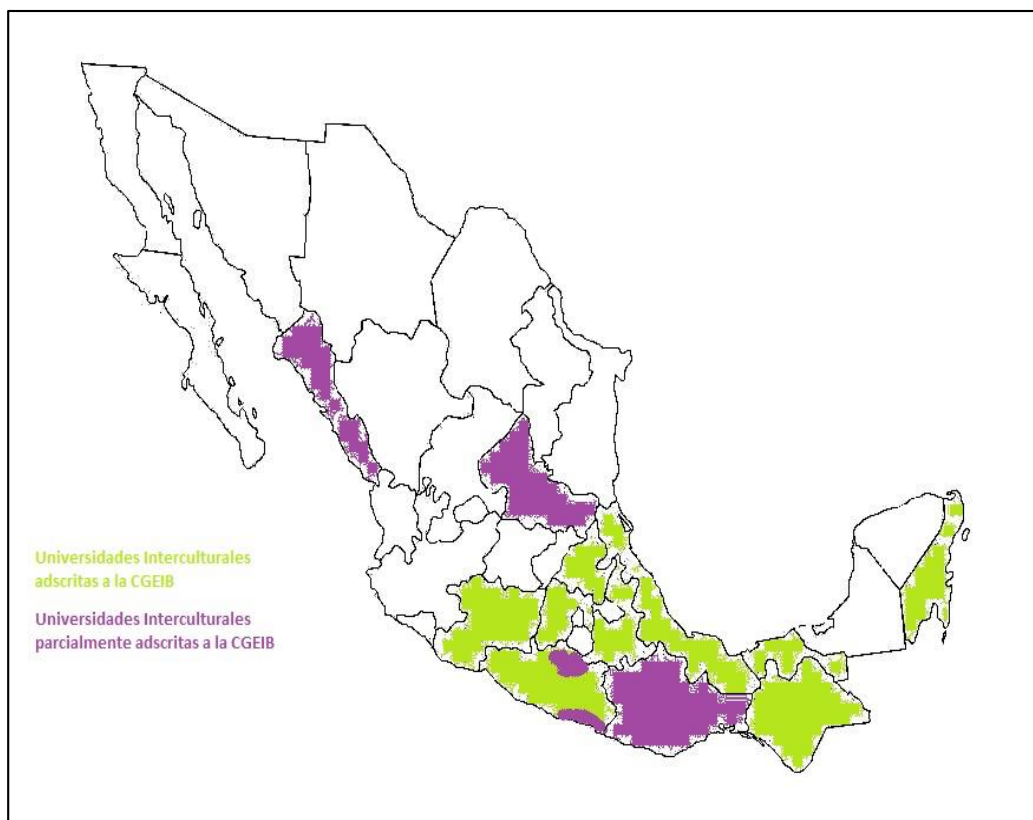 Universidades Interculturales
adscritas a la CGEIB
Universidades Interculturales
parcialmente adscritas a la CGEIB